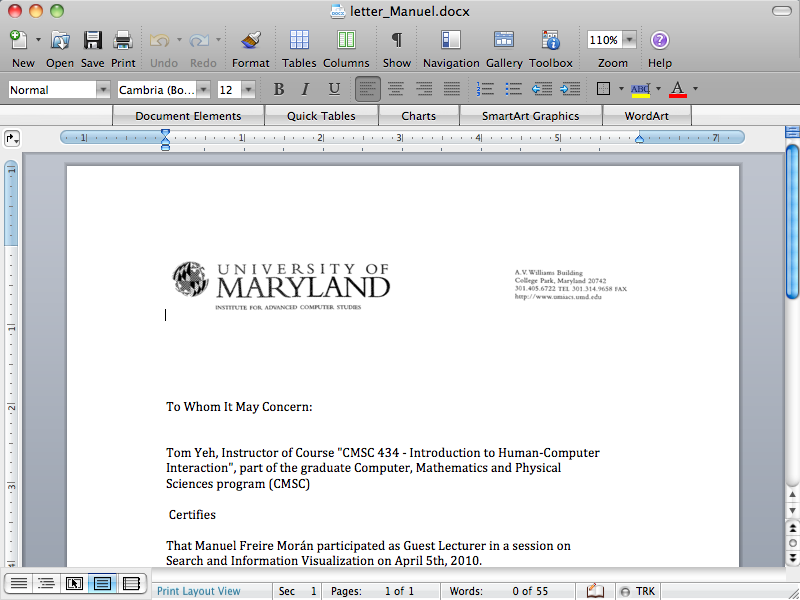 letter_Manuel.docx
New Open Save Print Undo Redo Format Tables Columns Show Navigation Gallery Toolbox 110% Zoom Help
Normal Cambria (Bo... 12 B I U ABC A
Document Elements Quick Tables Charts SmartArt Graphics WordArt
1 1 2 3 4 5 7
1
UNIVERSITY OF
MARYLAND
INSTITUTE FOR ADVANCED COMPUTER STUDIES
A.V. Williams Building
College Park, Maryland 20742
301.405.6722 TEL 301.314.9658 FAX
http://www.umiacs.umd.edu
1
2
3
To Whom It May Concern:
Tom Yeh, Instructor of Course "CMSC 434 - Introduction to Human-Computer
Interaction", part of the graduate Computer, Mathematics and Physical
Sciences program (CMSC)
Certifies
That Manuel Freire Morán participated as Guest Lecturer in a session on
Search and Information Visualization on April 5th, 2010.
Print Layout View Sec 1 Pages: 1 of 1 Words: 0 of 55 TRK